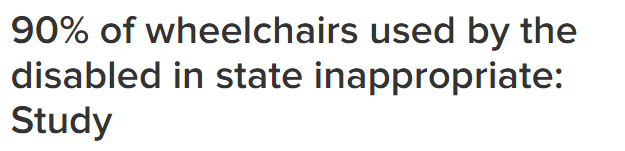 90% of wheelchairs used by the
disabled in state inappropriate:
Study